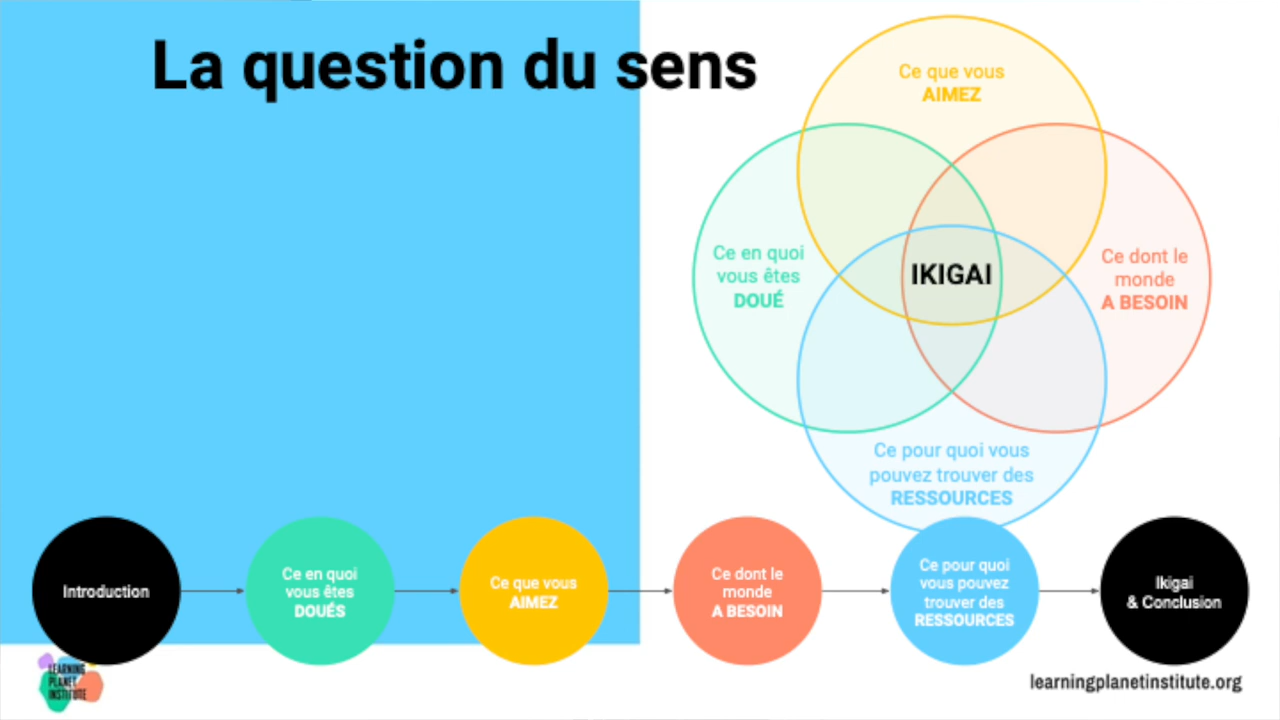 La question du sens
Ce que vous
AIMEZ
Ce en quoi
vous êtes
DOUÉ
IKIGAI
Ce dont le
monde
A BESOIN
Ce pour quoi vous
pouvez trouver des
RESSOURCES
Introduction
Ce en quoi
vous êtes
DOUÉS
Ce que vous
AIMEZ
Ce dont le
monde
A BESOIN
Ce pour quoi
vous pouvez
trouver des
RESSOURCES
Ikigai
& Conclusion
LEARNING
PLANET
INSTITUTE
learningplanetinstitute.org